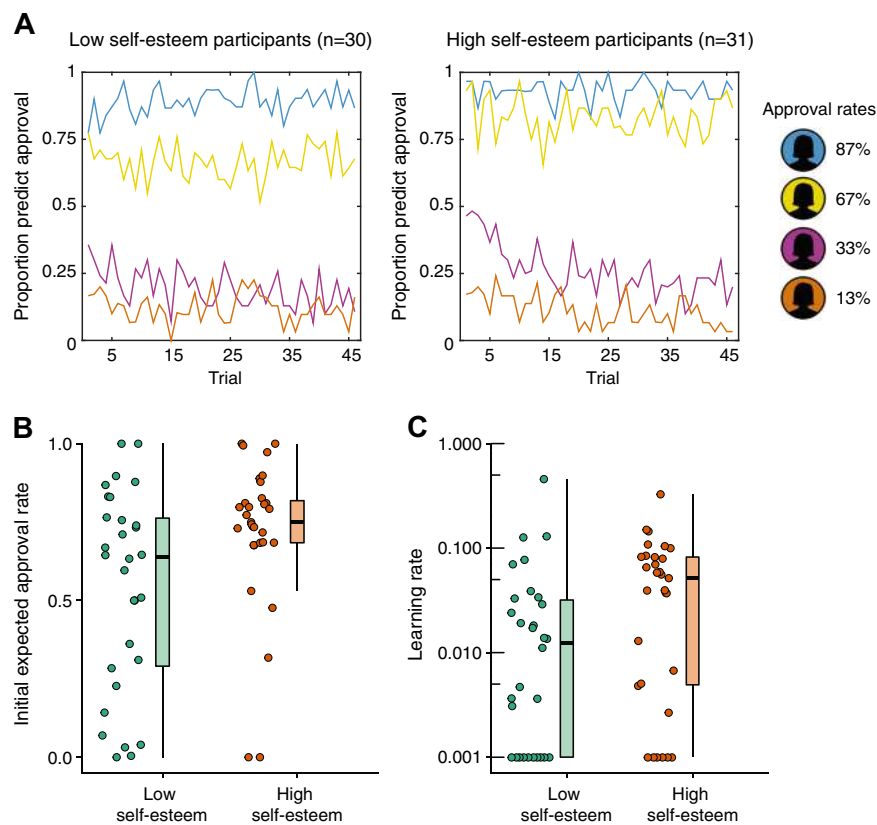 A
Low self-esteem participants (n=30)
High self-esteem participants (n=31)
Proportion predict approval
1
0.75
0.5
0.25
0
5
15
25
35
45
Trial
Proportion predict approval
1
0.75
0.5
0.25
0
5
15
25
35
45
Trial
Approval rates
87%
67%
33%
13%
B
Initial expected approval rate
1.0
0.5
0.0
Low
self-esteem
High
self-esteem
C
Learning rate
1.000
0.100
0.010
0.001
Low
self-esteem
High
self-esteem